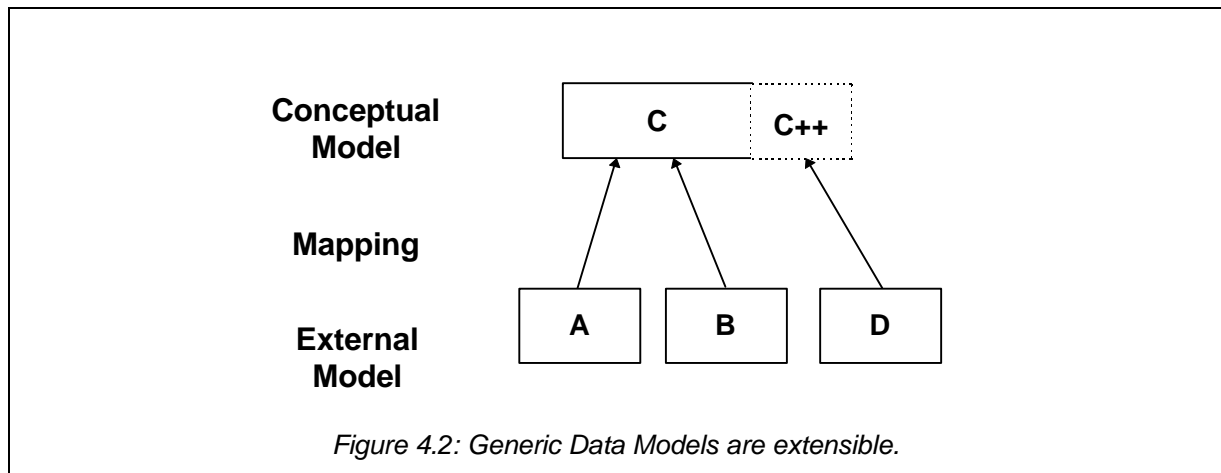 Conceptual
Model
C
C++
Mapping
External
Model
A
B
D
Figure 4.2: Generic Data Models are extensible.